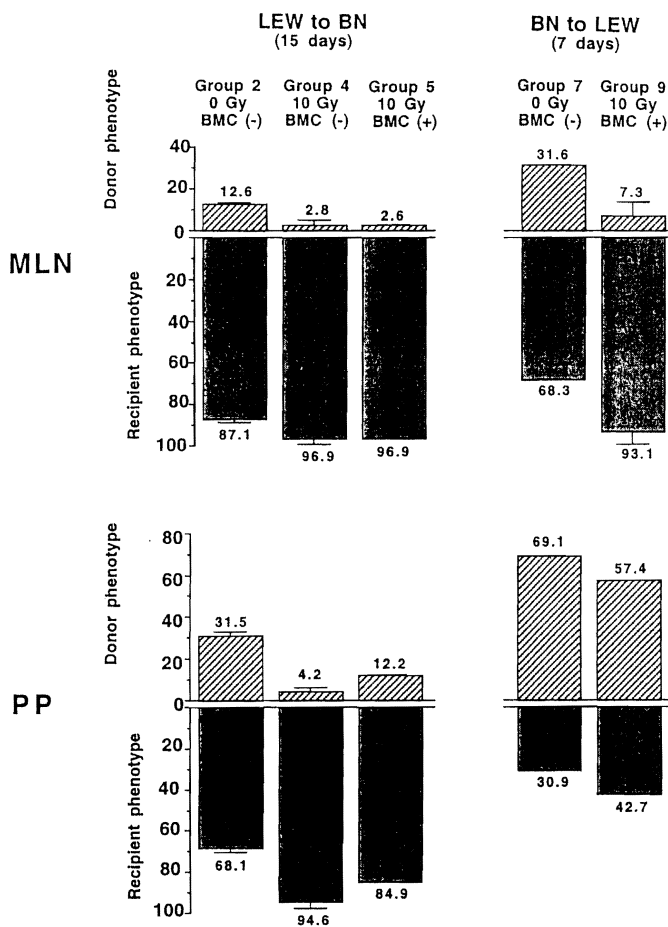 LEW to BN
(15 days)
BN to LEW
(7 days)
Group 2
0 Gy
BMC (-)
Group 4
10 Gy
BMC (-)
Group 5
10 Gy
BMC (+)
Group 7
0 Gy
BMC (-)
Group 9
10 Gy
BMC (+)
MLN
Donor phenotype
40
20
0
12.6
2.8
2.6
31.6
7.3
Recipient phenotype
20
40
60
80
100
87.1
96.9
96.9
68.3
93.1
PP
Donor phenotype
80
60
40
20
0
31.5
4.2
12.2
69.1
57.4
Recipient phenotype
20
40
60
80
100
68.1
94.6
84.9
30.9
42.7